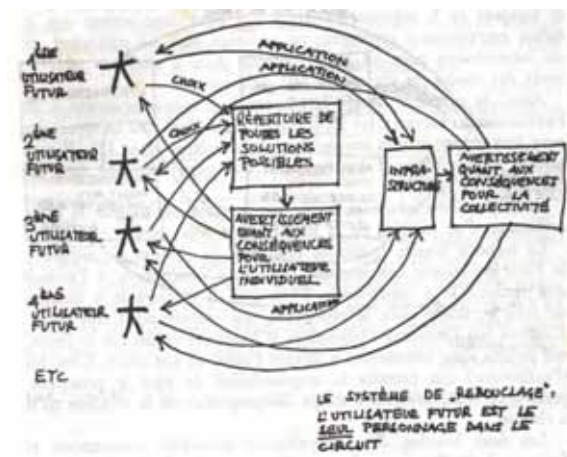 1ÈRE
UTILISATEUR
FUTUR
2ÈME
UTILISATEUR
FUTUR
3ÈME
UTILISATEUR
FUTUR
4ÈME
UTILISATEUR
FUTUR
ETC
CHOIX
CHOIX
APPLICATION
APPLICATION
APPLICATION
RÉPERTOIRE DE
TOUTES LES
SOLUTIONS
POSSIBLES
AVERTISSEMENT
QUANT AUX
CONSÉQUENCES
POUR
L'UTILISATEUR
INDIVIDUEL
INFRA-
STRUCTURE
AVERTISSEMENT
QUANT AUX
CONSÉQUENCES
POUR LA
COLLECTIVITÉ
LE SYSTÈME DE „REBOUCLAGE":
L'UTILISATEUR FUTUR EST LE
SEUL PERSONNAGE DANS LE
CIRCUIT